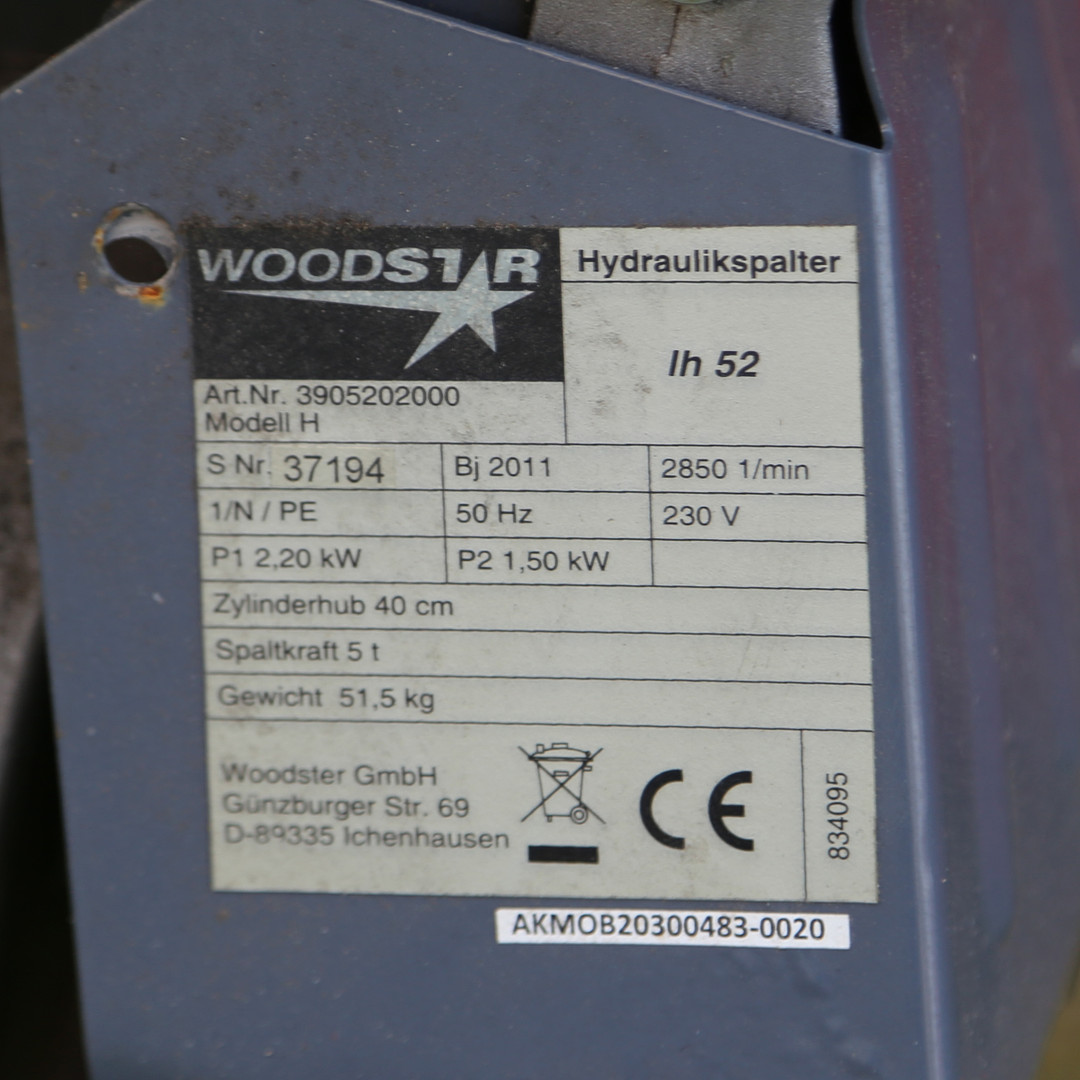 WOODSTAR
Hydraulikspalter
lh 52
Art.Nr. 3905202000
Modell H
S Nr. 37194 Bj 2011 2850 1/min
1/N / PE 50 Hz 230 V
P1 2,20 kW P2 1,50 kW
Zylinderhub 40 cm
Spaltkraft 5 t
Gewicht 51,5 kg
Woodster GmbH
Günzburger Str. 69
D-89335 Ichenhausen
CE
834095
AKMOB20300483-0020